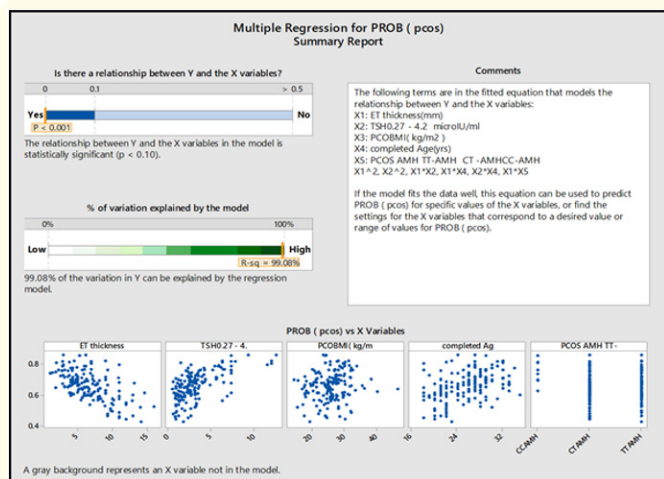 Multiple Regression for PROB ( pcos)
Summary Report
Is there a relationship between Y and the X variables?
0 0.1 > 0.5
Yes No
P < 0.001
The relationship between Y and the X variables in the model is
statistically significant (p < 0.10).
% of variation explained by the model
0% 100%
Low High
R-sq = 99.08%
99.08% of the variation in Y can be explained by the regression
model.
Comments
The following terms are in the fitted equation that models the
relationship between Y and the X variables:
X1: ET thickness(mm)
X2: TSH0.27 - 4.2 microIU/ml
X3: PCOBMI( kg/m2 )
X4: completed Age(yrs)
X5: PCOS AMH TT-AMH CT -AMHCC-AMH
X1^2, X2^2, X1*X2, X1*X4, X2*X4, X1*X5
If the model fits the data well, this equation can be used to predict
PROB ( pcos) for specific values of the X variables, or find the
settings for the X variables that correspond to a desired value or
range of values for PROB ( pcos).
PROB ( pcos) vs X Variables
ET thickness TSH0.27 - 4. PCOBMI( kg/m completed Ag PCOS AMH TT-
0.8
0.6
0.4
5 10 15 0 5 10 20 30 40 16 24 32 CCAMH CTAMH TTAMH
A gray background represents an X variable not in the model.